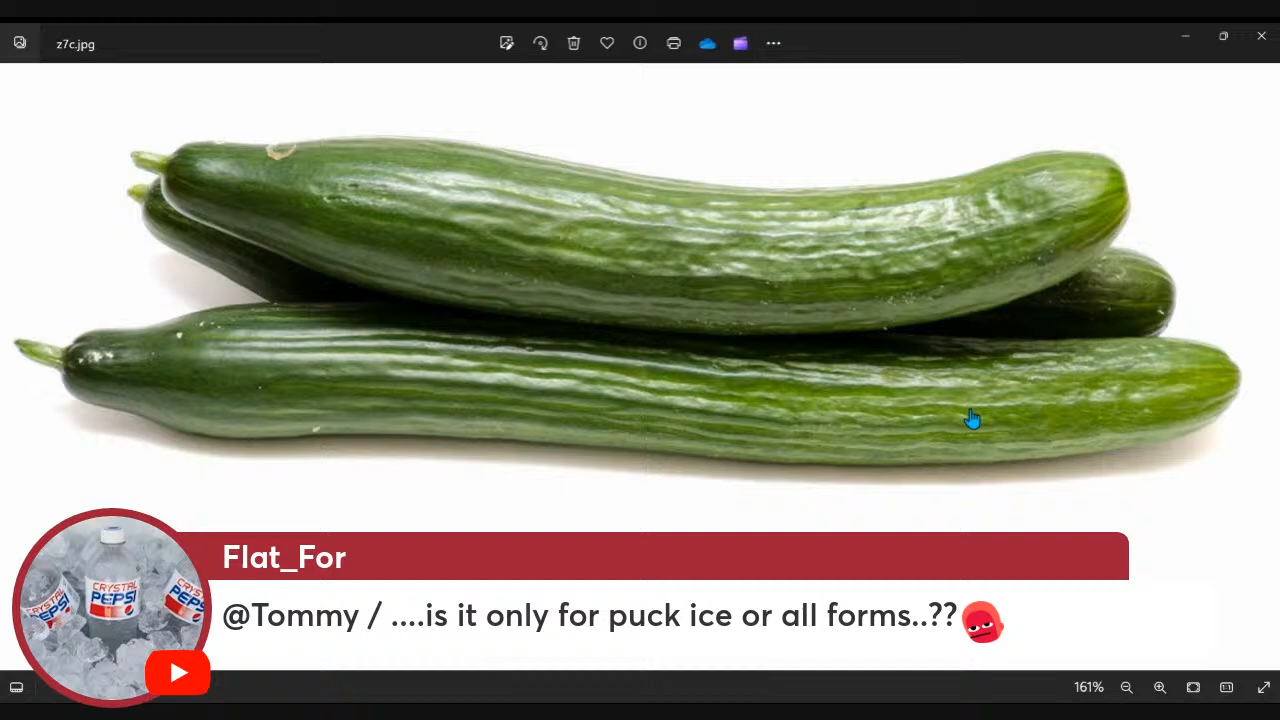 z7c.jpg
Flat_For
@Tommy / ....is it only for puck ice or all forms..??
CRYSTAL
PEPSI
CRYSTAL
PEPSI
CRYSTAL
PEPSI
161%